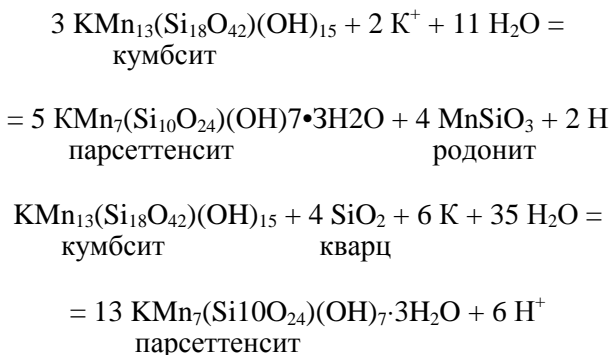 3 KMn₁₃(Si₁₈O₄₂)(OH)₁₅ + 2 K⁺ + 11 H₂O =
кумбсит
= 5 KMn₇(Si₁₀O₂₄)(OH)7•3H2O + 4 MnSiO₃ + 2 H
парсеттенсит родонит
KMn₁₃(Si₁₈O₄₂)(OH)₁₅ + 4 SiO₂ + 6 K + 35 H₂O =
кумбсит кварц
= 13 KMn₇(Si10O₂₄)(OH)₇·3H₂O + 6 H⁺
парсеттенсит